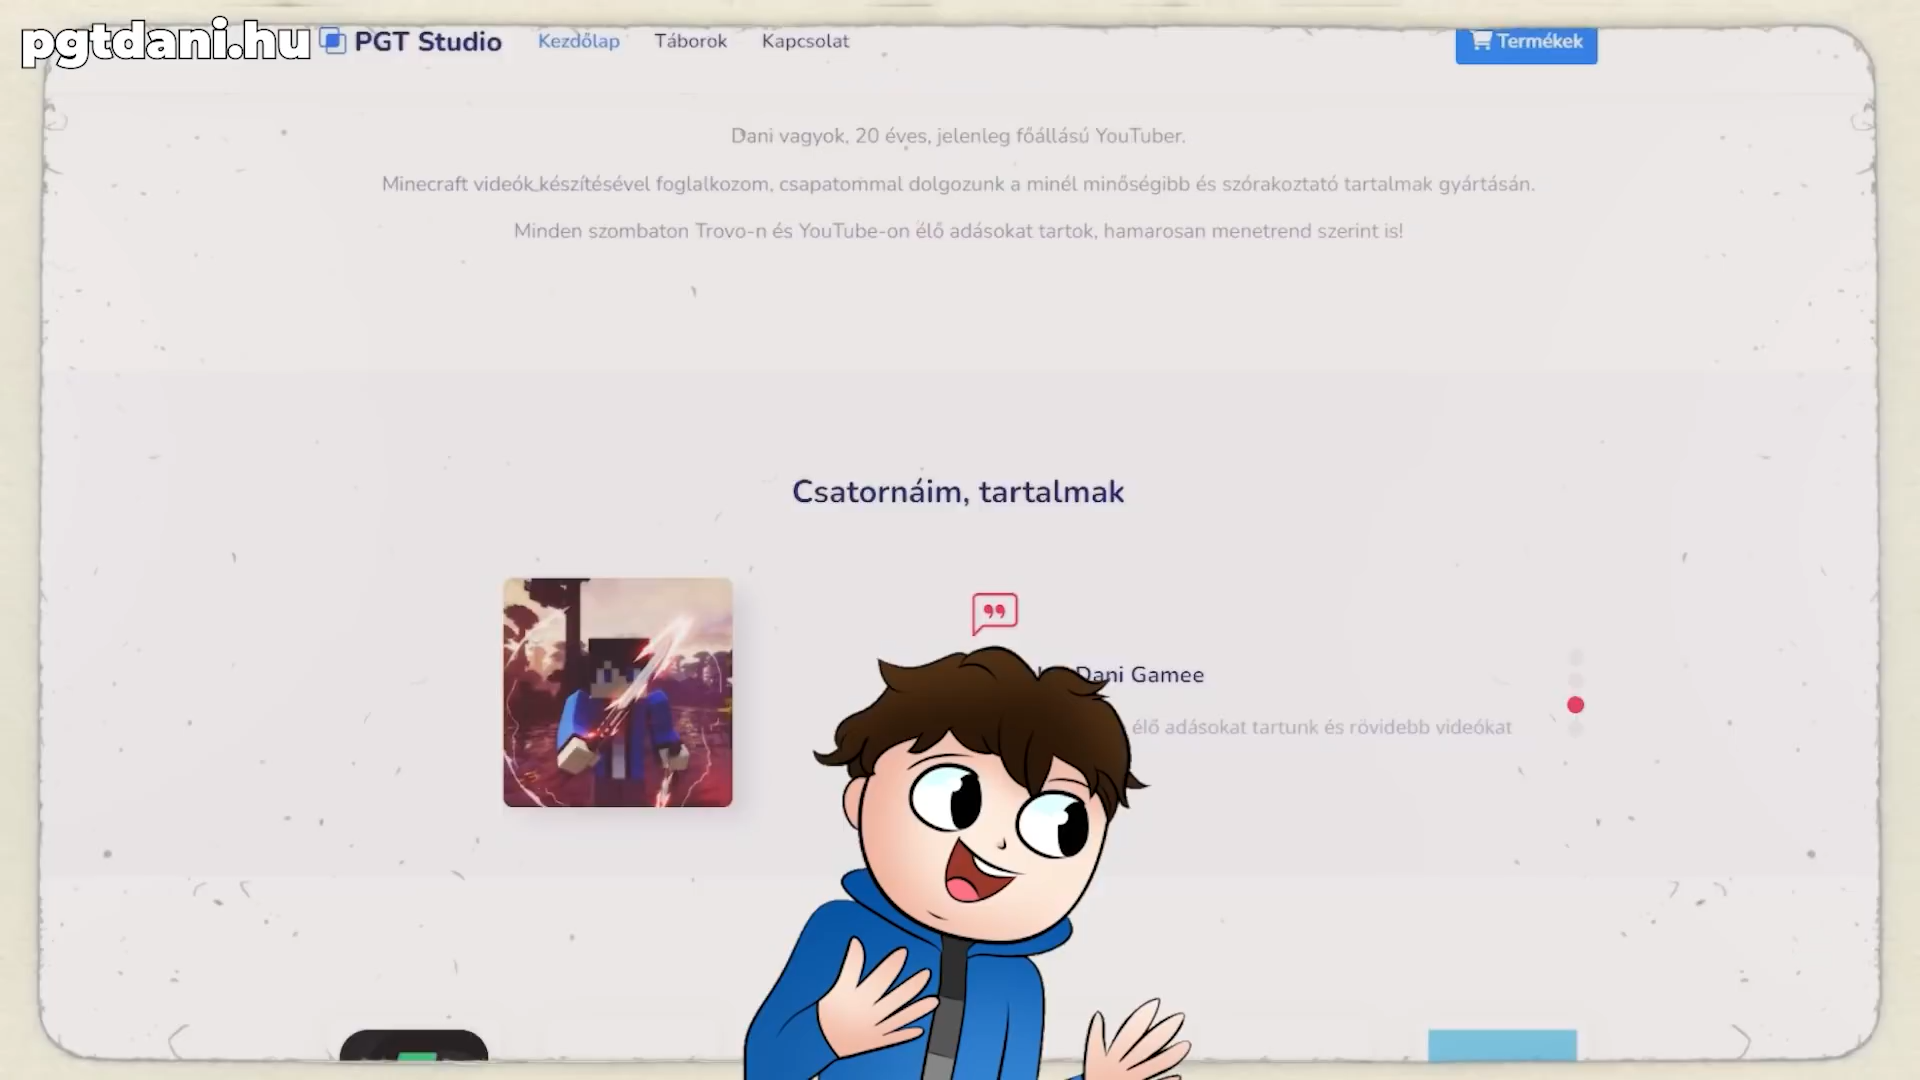 pgtdani.hu
PGT Studio Kezdőlap Táborok Kapcsolat Termékek
Dani vagyok, 20 éves, jelenleg főállású YouTuber.
Minecraft videók készítésével foglalkozom, csapatommal dolgozunk a minél minőségibb és szórakoztató tartalmak gyártásán.
Minden szombaton Trovo-n és YouTube-on élő adásokat tartok, hamarosan menetrend szerint is!
Csatornáim, tartalmak
Dani Gamee
élő adásokat tartunk és rövidebb videókat